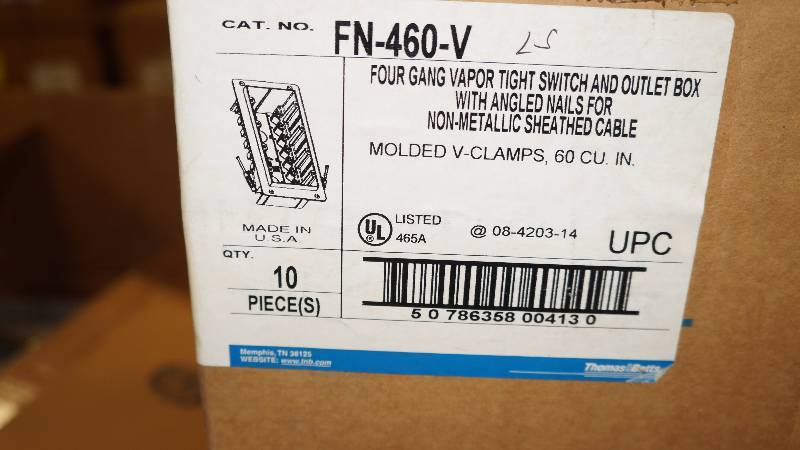 CAT. NO. FN-460-V LS
FOUR GANG VAPOR TIGHT SWITCH AND OUTLET BOX
WITH ANGLED NAILS FOR
NON-METALLIC SHEATHED CABLE
MOLDED V-CLAMPS, 60 CU. IN.
MADE IN
U.S.A
UL
LISTED
465A
@ 08-4203-14
UPC
QTY.
10
PIECE(S)
5 0 786358 00413 0
Memphis, TN 38125
WEBSITE: www.tnb.com
Thomas&Betts